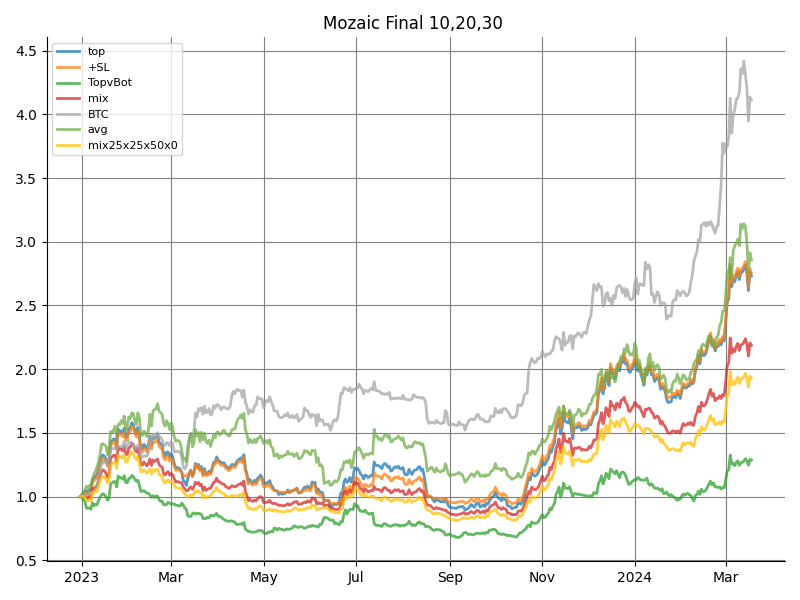 Mozaic Final 10,20,30
top
+SL
TopvBot
mix
BTC
avg
mix25x25x50x0
4.5
4.0
3.5
3.0
2.5
2.0
1.5
1.0
0.5
2023 Mar May Jul Sep Nov 2024 Mar